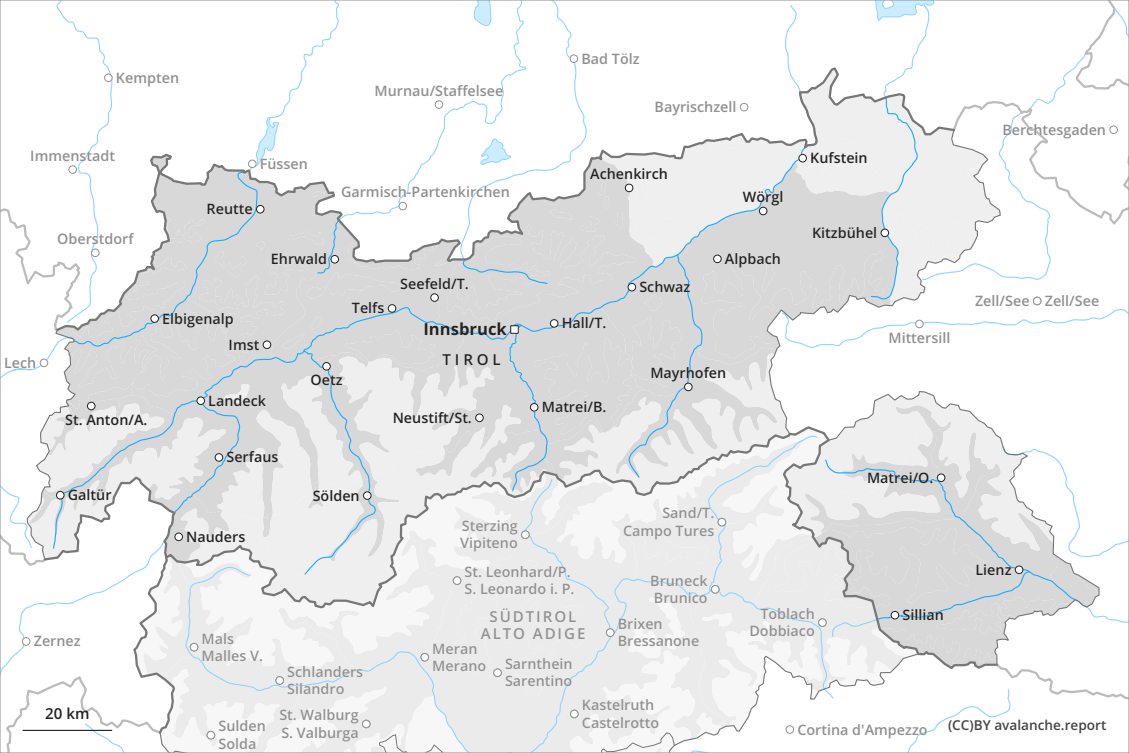 Kempten
Bad Tölz
Murnau/Staffelsee
Bayrischzell
Berchtesgaden
Immenstadt
Füssen
Kufstein
Achenkirch
Garmisch-Partenkirchen
Wörgl
Reutte
Kitzbühel
Oberstdorf
Ehrwald
Alpbach
Seefeld/T.
Schwaz
Zell/See
Zell/See
Telfs
Elbigenalp
Innsbruck
Hall/T.
Mittersill
Imst
TIROL
Lech
Oetz
Mayrhofen
Landeck
Matrei/B.
St. Anton/A.
Neustift/St.
Serfaus
Matrei/O.
Galtür
Sölden
Sand/T.
Campo Tures
Sterzing
Vipiteno
Nauders
Lienz
St. Leonhard/P.
S. Leonardo i. P.
Bruneck
Brunico
SÜDTIROL
ALTO ADIGE
Toblach
Dobbiaco
Sillian
Brixen
Bressanone
Zernez
Mals
Malles V.
Meran
Merano
Sarnthein
Sarentino
Schlanders
Silandro
Kastelruth
Castelrotto
St. Walburg
S. Valburga
20 km
Sulden
Solda
Cortina d'Ampezzo
(CC)BY avalanche.report